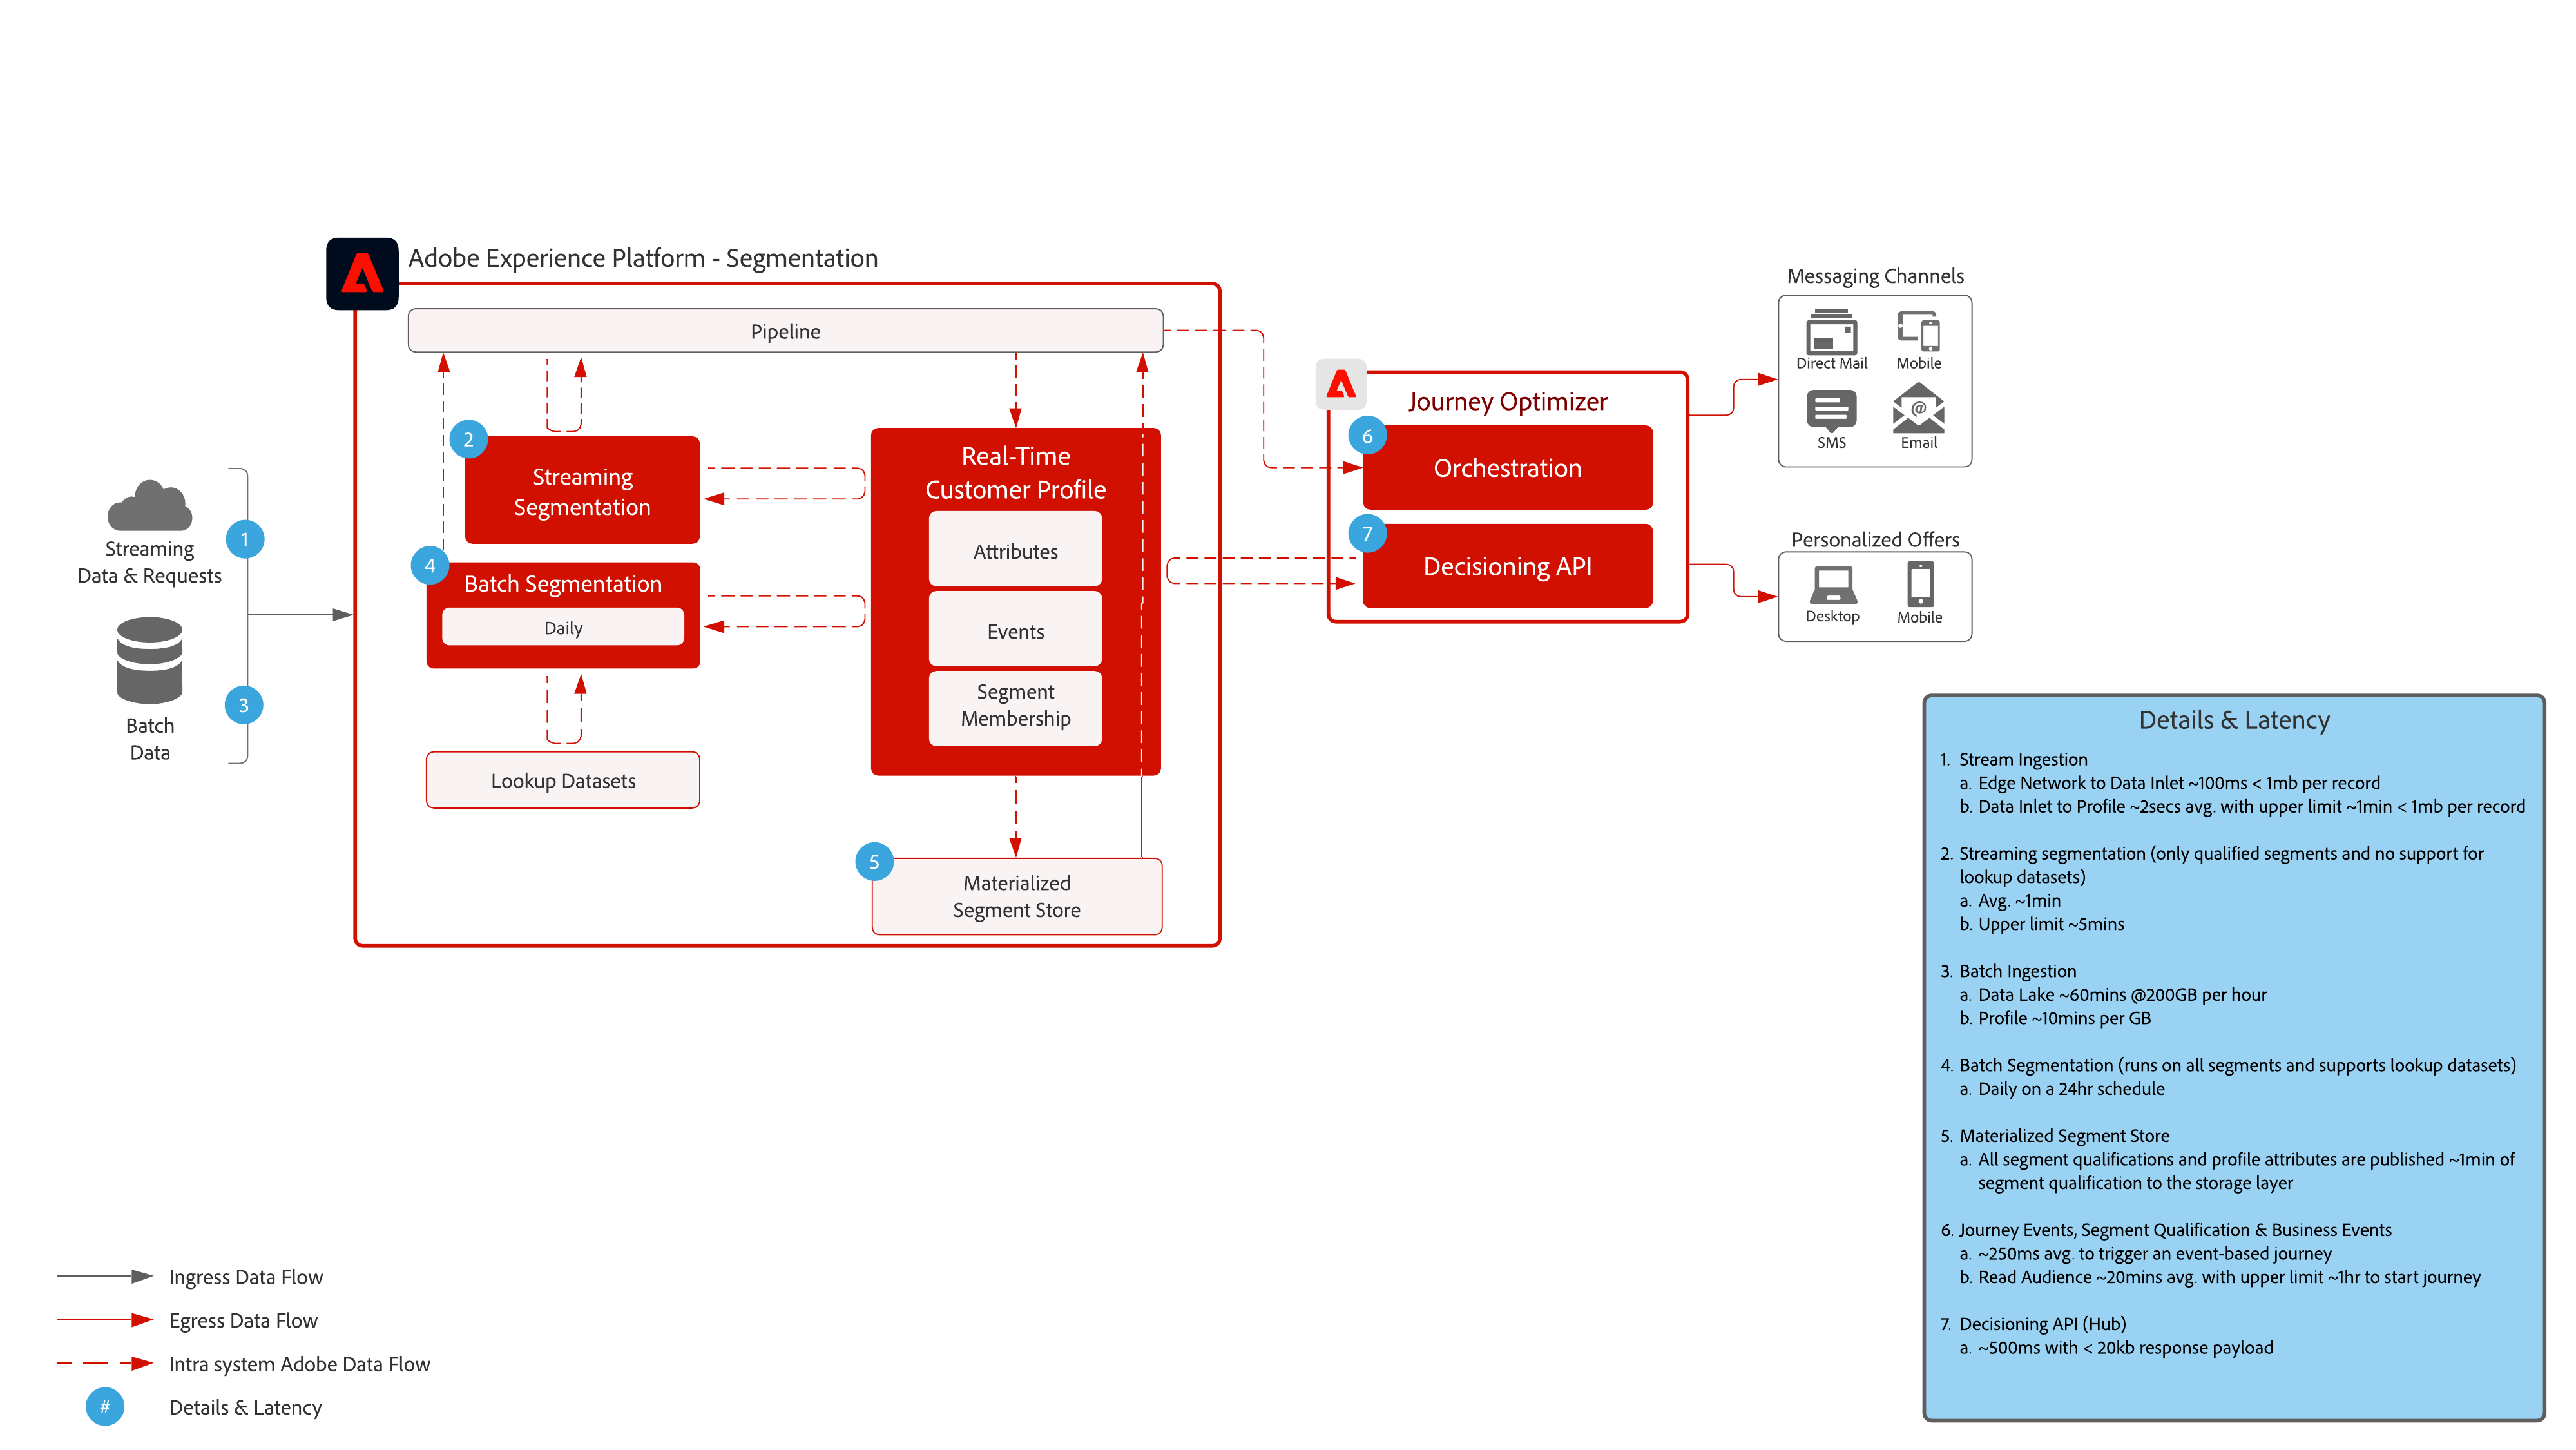 Adobe Experience Platform - Segmentation
Pipeline
2
Streaming
Segmentation
4
Batch Segmentation
Daily
Lookup Datasets
Real-Time
Customer Profile
Attributes
Events
Segment
Membership
5
Materialized
Segment Store
1
Streaming
Data & Requests
3
Batch
Data
Journey Optimizer
6
Orchestration
7
Decisioning API
Messaging Channels
Direct Mail
Mobile
SMS
@
Email
Personalized Offers
Desktop
Mobile
Details & Latency
1. Stream Ingestion
a. Edge Network to Data Inlet ~100ms < 1mb per record
b. Data Inlet to Profile ~2secs avg. with upper limit ~1min < 1mb per record
2. Streaming segmentation (only qualified segments and no support for
lookup datasets)
a. Avg. ~1min
b. Upper limit ~5mins
3. Batch Ingestion
a. Data Lake ~60mins @200GB per hour
b. Profile ~10mins per GB
4. Batch Segmentation (runs on all segments and supports lookup datasets)
a. Daily on a 24hr schedule
5. Materialized Segment Store
a. All segment qualifications and profile attributes are published ~1min of
segment qualification to the storage layer
6. Journey Events, Segment Qualification & Business Events
a. ~250ms avg. to trigger an event-based journey
b. Read Audience ~20mins avg. with upper limit ~1hr to start journey
7. Decisioning API (Hub)
a. ~500ms with < 20kb response payload
Ingress Data Flow
Egress Data Flow
Intra system Adobe Data Flow
# Details & Latency